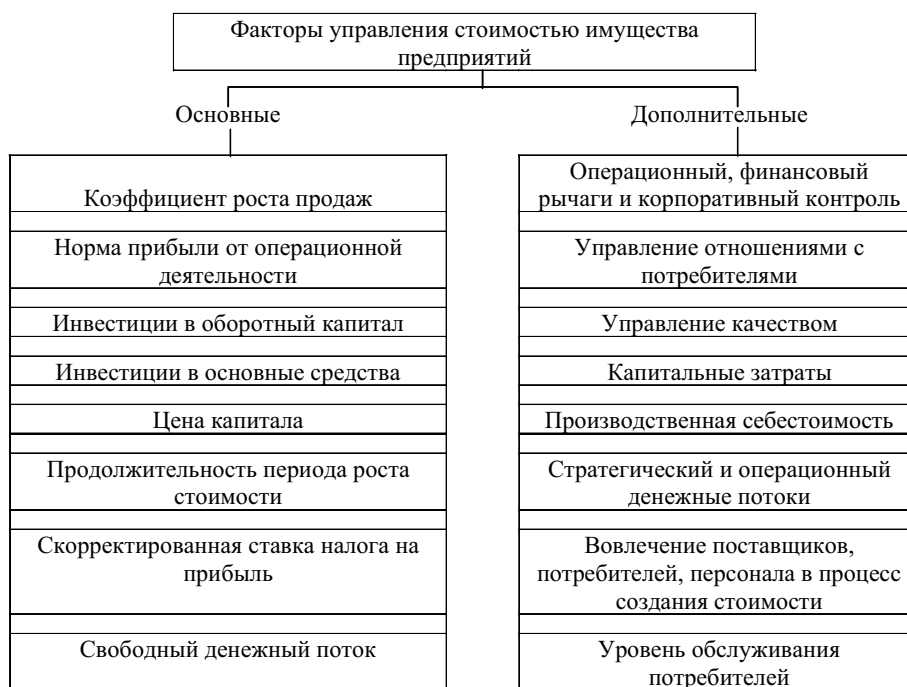 Факторы управления стоимостью имущества
предприятий
Основные
Дополнительные
Коэффициент роста продаж
Норма прибыли от операционной
деятельности
Инвестиции в оборотный капитал
Инвестиции в основные средства
Цена капитала
Продолжительность периода роста
стоимости
Скорректированная ставка налога на
прибыль
Свободный денежный поток
Операционный, финансовый
рычаги и корпоративный контроль
Управление отношениями с
потребителями
Управление качеством
Капитальные затраты
Производственная себестоимость
Стратегический и операционный
денежные потоки
Вовлечение поставщиков,
потребителей, персонала в процесс
создания стоимости
Уровень обслуживания
потребителей